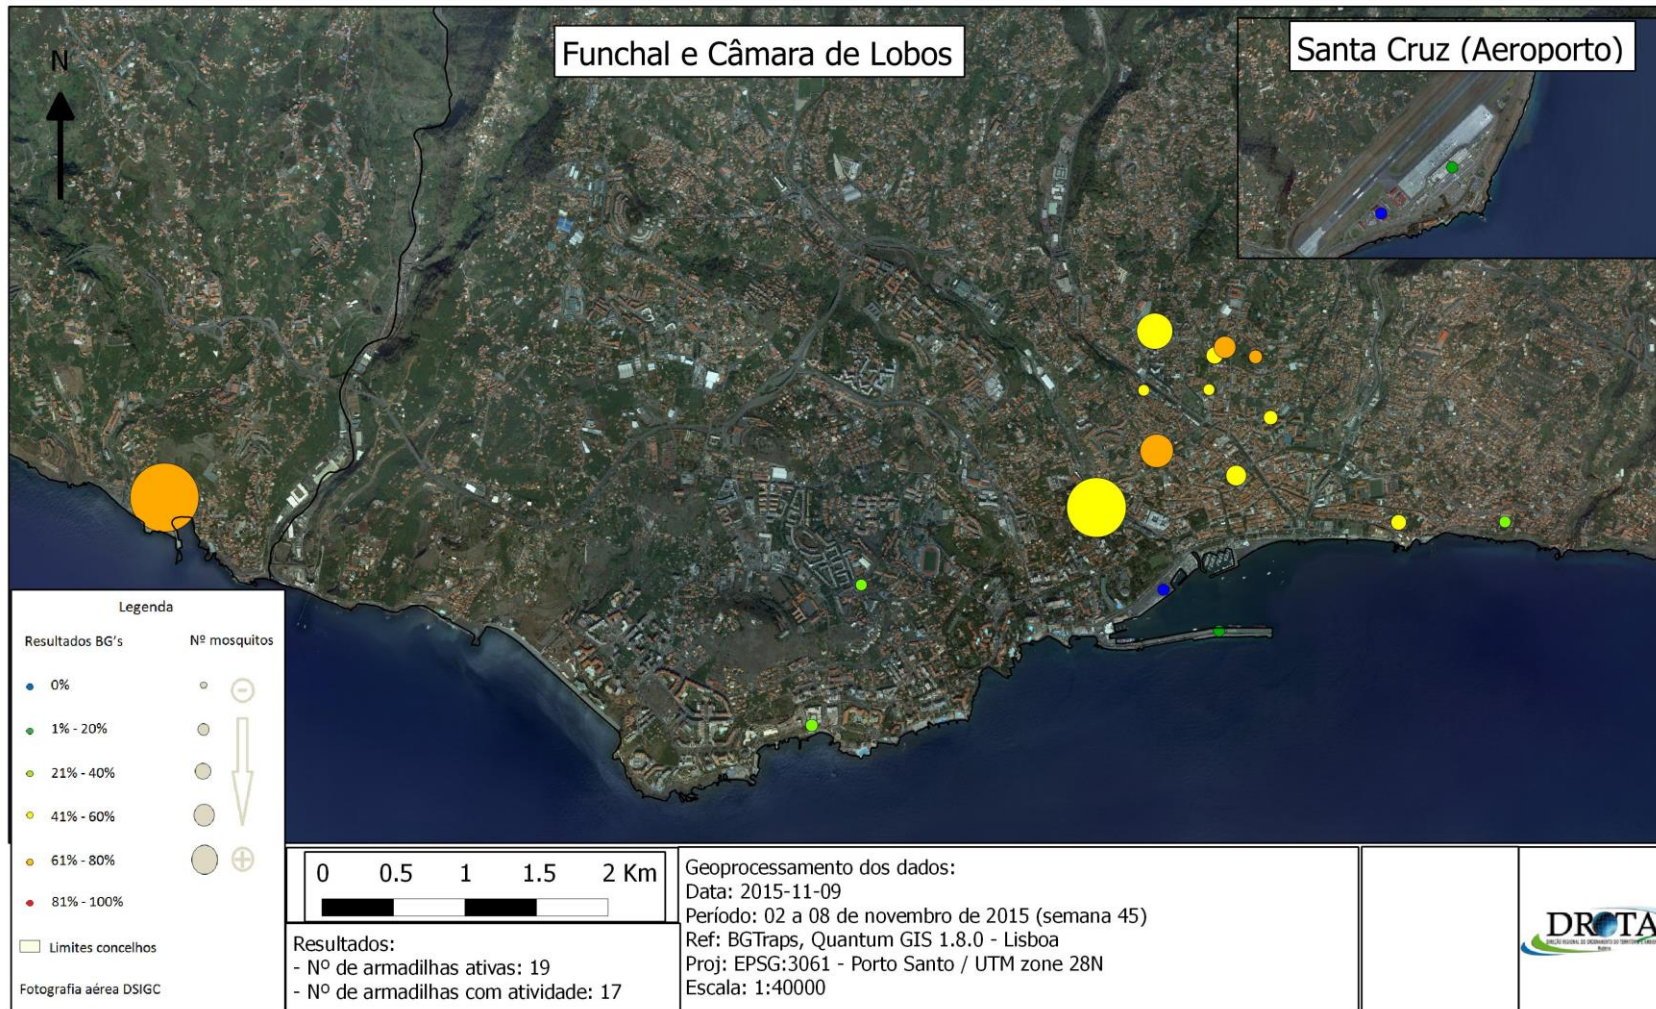 Funchal e Câmara de Lobos
Santa Cruz (Aeroporto)
N
Legenda
Resultados BG's
Nº mosquitos
0%
1% - 20%
21% - 40%
41% - 60%
61% - 80%
81% - 100%
Limites concelhos
Fotografia aérea DSIGC
0 0.5 1 1.5 2 Km
Resultados:
- Nº de armadilhas ativas: 19
- Nº de armadilhas com atividade: 17
Geoprocessamento dos dados:
Data: 2015-11-09
Período: 02 a 08 de novembro de 2015 (semana 45)
Ref: BGTraps, Quantum GIS 1.8.0 - Lisboa
Proj: EPSG:3061 - Porto Santo / UTM zone 28N
Escala: 1:40000
DROTA